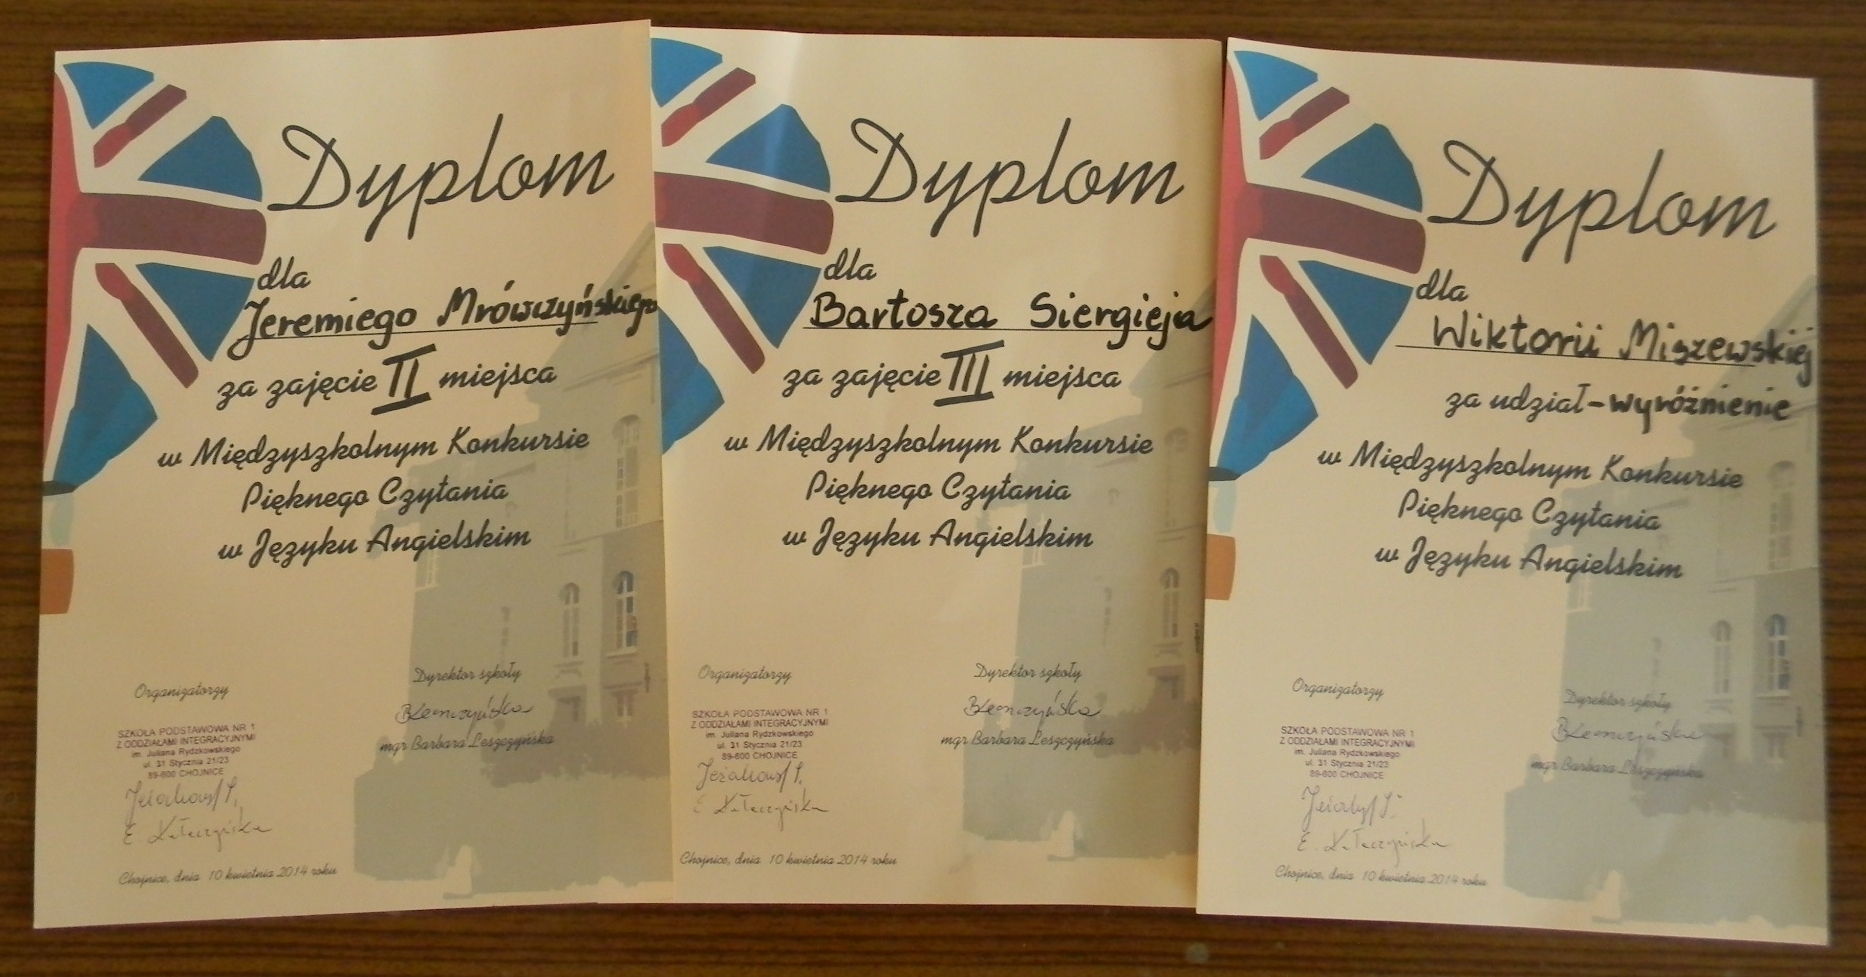 Dyplom
dla
Jeremiego Mrówczyńskiego
za zajęcie II miejsca
w Międzyszkolnym Konkursie
Pięknego Czytania
w Języku Angielskim
Organizatorzy
SZKOŁA PODSTAWOWA NR 1
Z ODDZIAŁAMI INTEGRACYJNYMI
im. Juliana Rydzkowskiego
ul. 31 Stycznia 21/23
89-600 CHOJNICE
Dyrektor szkoły
mgr Barbara Leszczyńska
Chojnice, dnia 10 kwietnia 2014 roku
Dyplom
dla
Bartosza Siergieja
za zajęcie III miejsca
w Międzyszkolnym Konkursie
Pięknego Czytania
w Języku Angielskim
Organizatorzy
SZKOŁA PODSTAWOWA NR 1
Z ODDZIAŁAMI INTEGRACYJNYMI
im. Juliana Rydzkowskiego
ul. 31 Stycznia 21/23
89-600 CHOJNICE
Dyrektor szkoły
mgr Barbara Leszczyńska
Chojnice, dnia 10 kwietnia 2014 roku
Dyplom
dla
Wiktorii Miszewskiej
za udział-wyróżnienie
w Międzyszkolnym Konkursie
Pięknego Czytania
w Języku Angielskim
Organizatorzy
SZKOŁA PODSTAWOWA NR 1
Z ODDZIAŁAMI INTEGRACYJNYMI
im. Juliana Rydzkowskiego
ul. 31 Stycznia 21/23
89-600 CHOJNICE
Dyrektor szkoły
mgr Barbara Leszczyńska
Chojnice, dnia 10 kwietnia 2014 roku